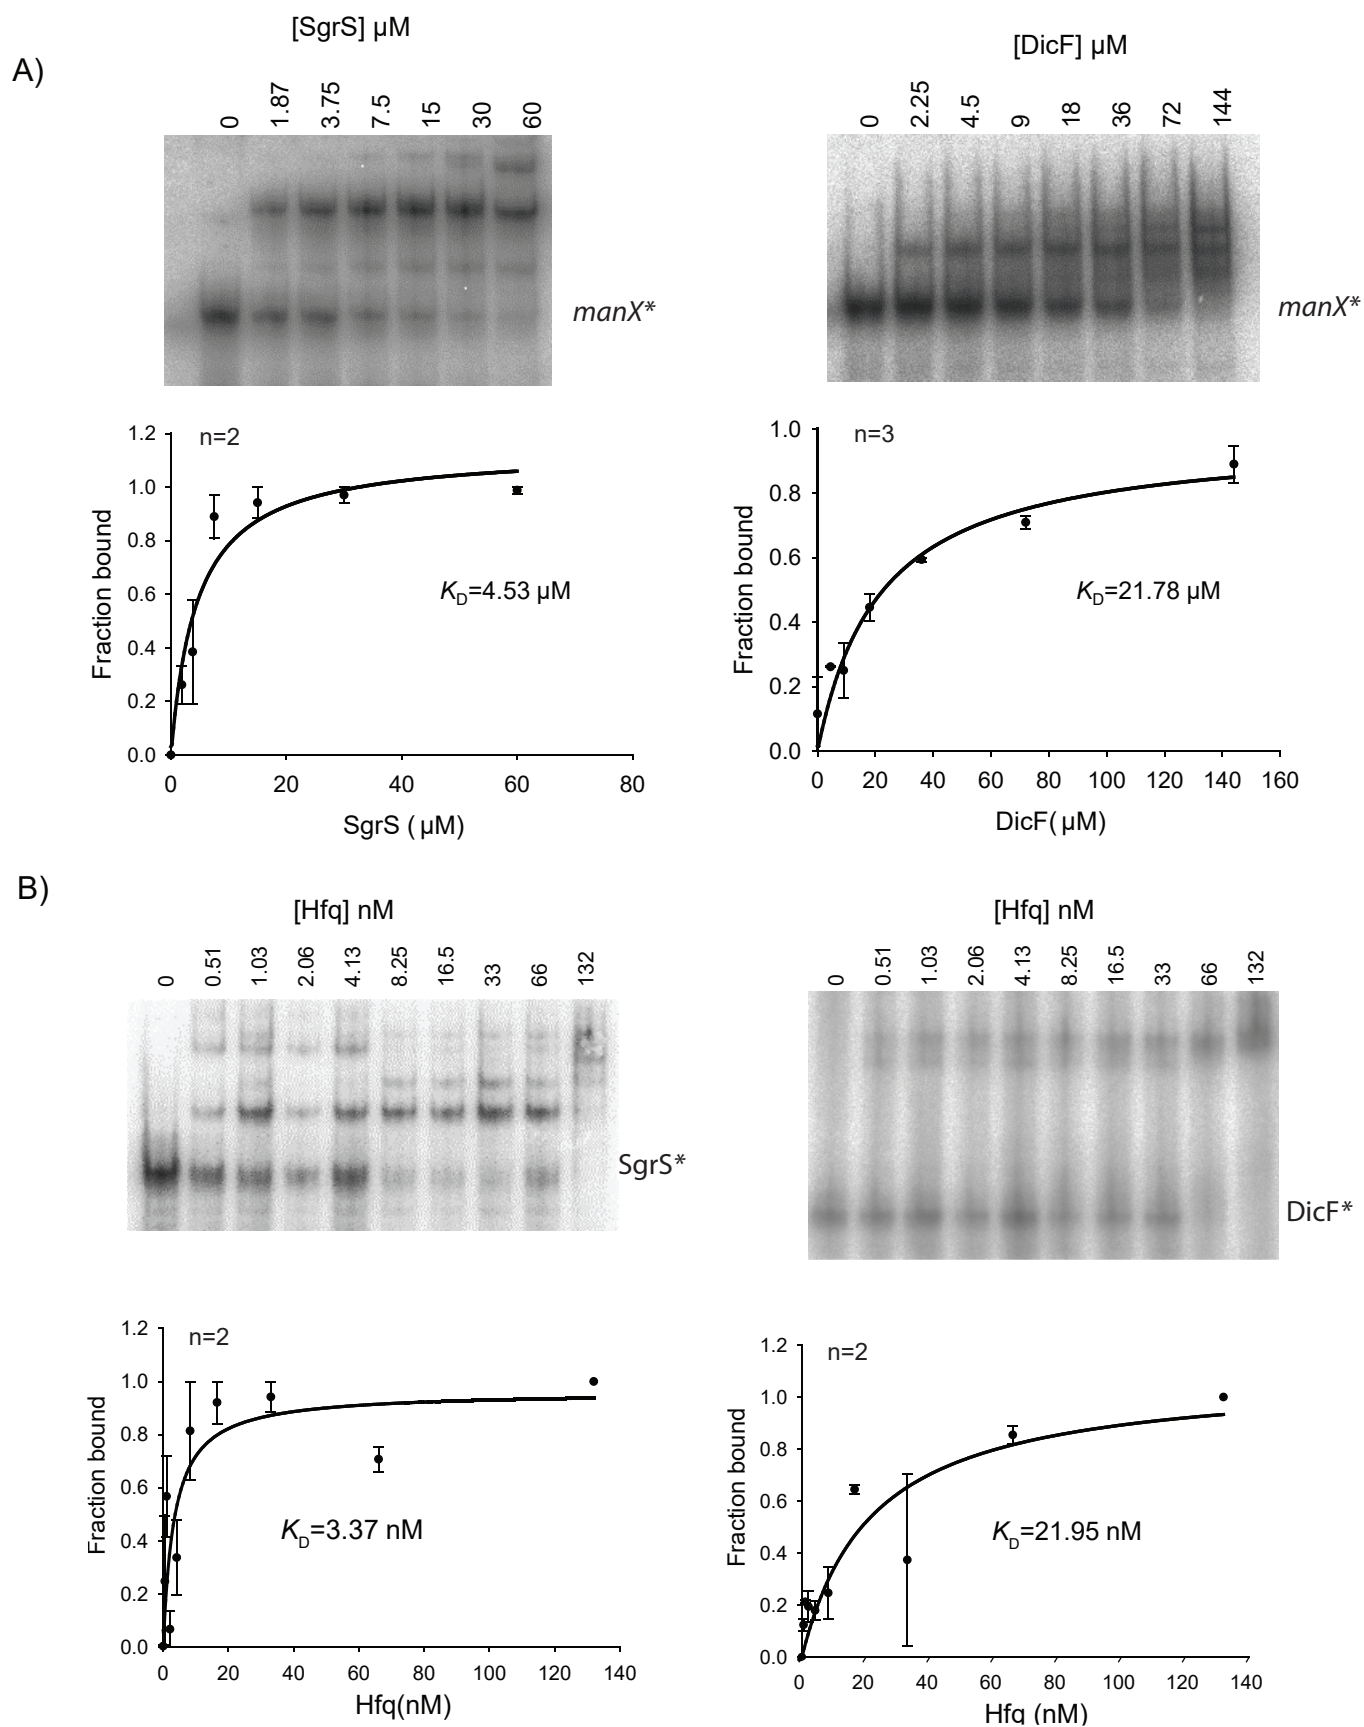 A)
[SgrS] µM
0 1.87 3.75 7.5 15 30 60
manX*
[DicF] µM
0 2.25 4.5 9 18 36 72 144
manX*
1.2
1.0
0.8
0.6
0.4
0.2
0.0
Fraction bound
n=2
KD=4.53 µM
0 20 40 60 80
SgrS ( µM)
1.0
0.8
0.6
0.4
0.2
0.0
Fraction bound
n=3
KD=21.78 µM
0 20 40 60 80 100 120 140 160
DicF( µM)
B)
[Hfq] nM
0 0.51 1.03 2.06 4.13 8.25 16.5 33 66 132
SgrS*
[Hfq] nM
0 0.51 1.03 2.06 4.13 8.25 16.5 33 66 132
DicF*
1.2
1.0
0.8
0.6
0.4
0.2
0.0
Fraction bound
n=2
KD=3.37 nM
0 20 40 60 80 100 120 140
Hfq(nM)
1.2
1.0
0.8
0.6
0.4
0.2
0.0
Fraction bound
n=2
KD=21.95 nM
0 20 40 60 80 100 120 140
Hfq (nM)